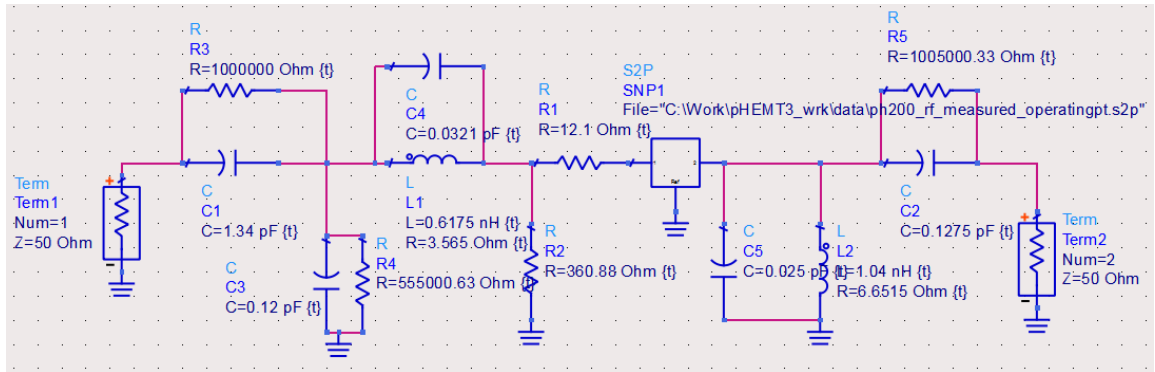 R
R3
R=1000000 Ohm {t}
C
C4
C=0.0321 pF {t}
R
R1
R=12.1 Ohm {t}
S2P
SNP1
File="C:\Work\pHEMT3_wrk\data\ph200_rf_measured_operatingpt.s2p"
R
R5
R=1005000.33 Ohm {t}
1
2
Ref
Term
Term1
Num=1
Z=50 Ohm
C
C1
C=1.34 pF {t}
L
L1
L=0.6175 nH {t}
R=3.565 Ohm {t}
C
C3
C=0.12 pF {t}
R
R4
R=555000.63 Ohm {t}
R
R2
R=360.88 Ohm {t}
C
C5
C=0.025 pF {t}
L
L2
L=1.04 nH {t}
R=6.6515 Ohm {t}
C
C2
C=0.1275 pF {t}
Term
Term2
Num=2
Z=50 Ohm